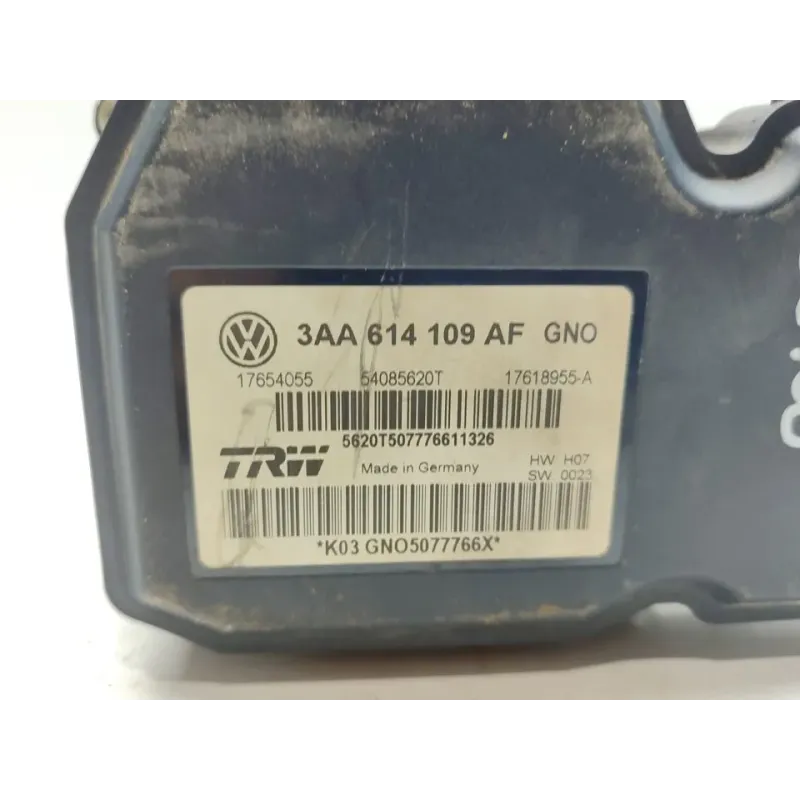 3AA 614 109 AF GNO
17654055 54085620T 17618955-A
5620T507776611326
TRW Made in Germany HW H07
SW 0023
*K03 GNO5077766X*